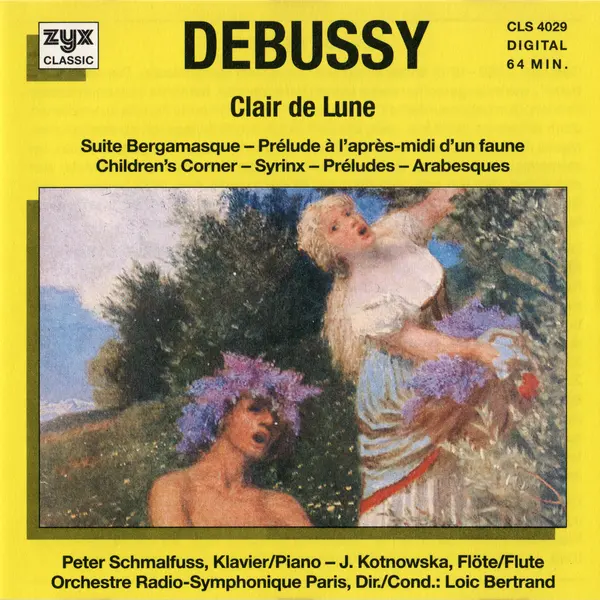 zyx
CLASSIC
DEBUSSY
CLS 4029
DIGITAL
64 MIN.
Clair de Lune
Suite Bergamasque – Prélude à l'après-midi d'un faune
Children's Corner – Syrinx – Préludes – Arabesques
Peter Schmalfuss, Klavier/Piano – J. Kotnowska, Flöte/Flute
Orchestre Radio-Symphonique Paris, Dir./Cond.: Loic Bertrand